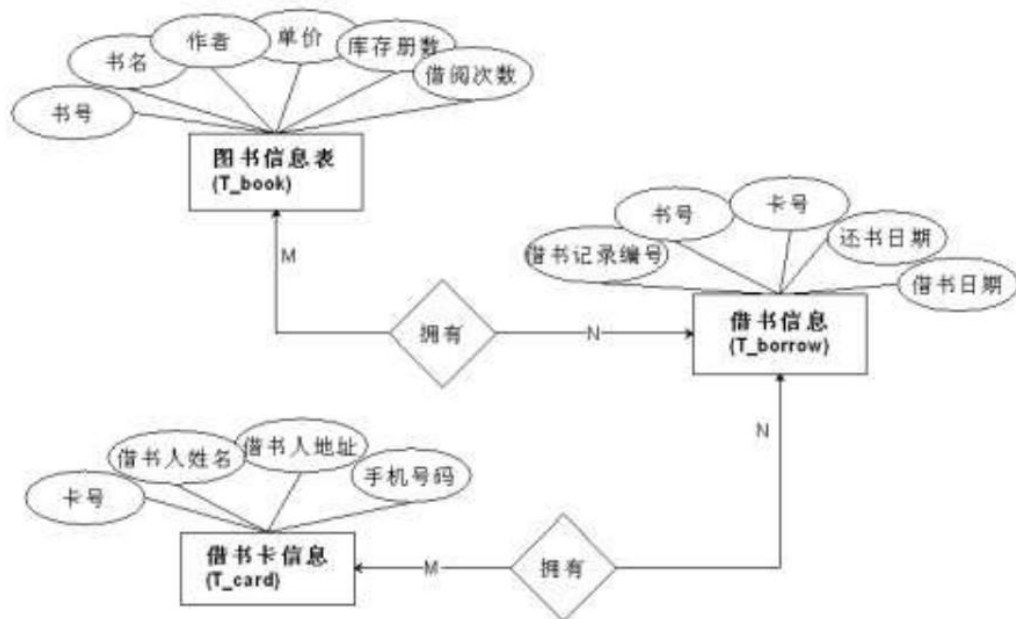 作者
单价
库存册数
书名
借阅次数
书号
图书信息表
(T_book)
卡号
书号
还书日期
借书记录编号
借书日期
M
借书信息
(T_borrow)
拥有
N
N
借书人地址
借书人姓名
手机号码
卡号
借书卡信息
(T_card)
M
拥有